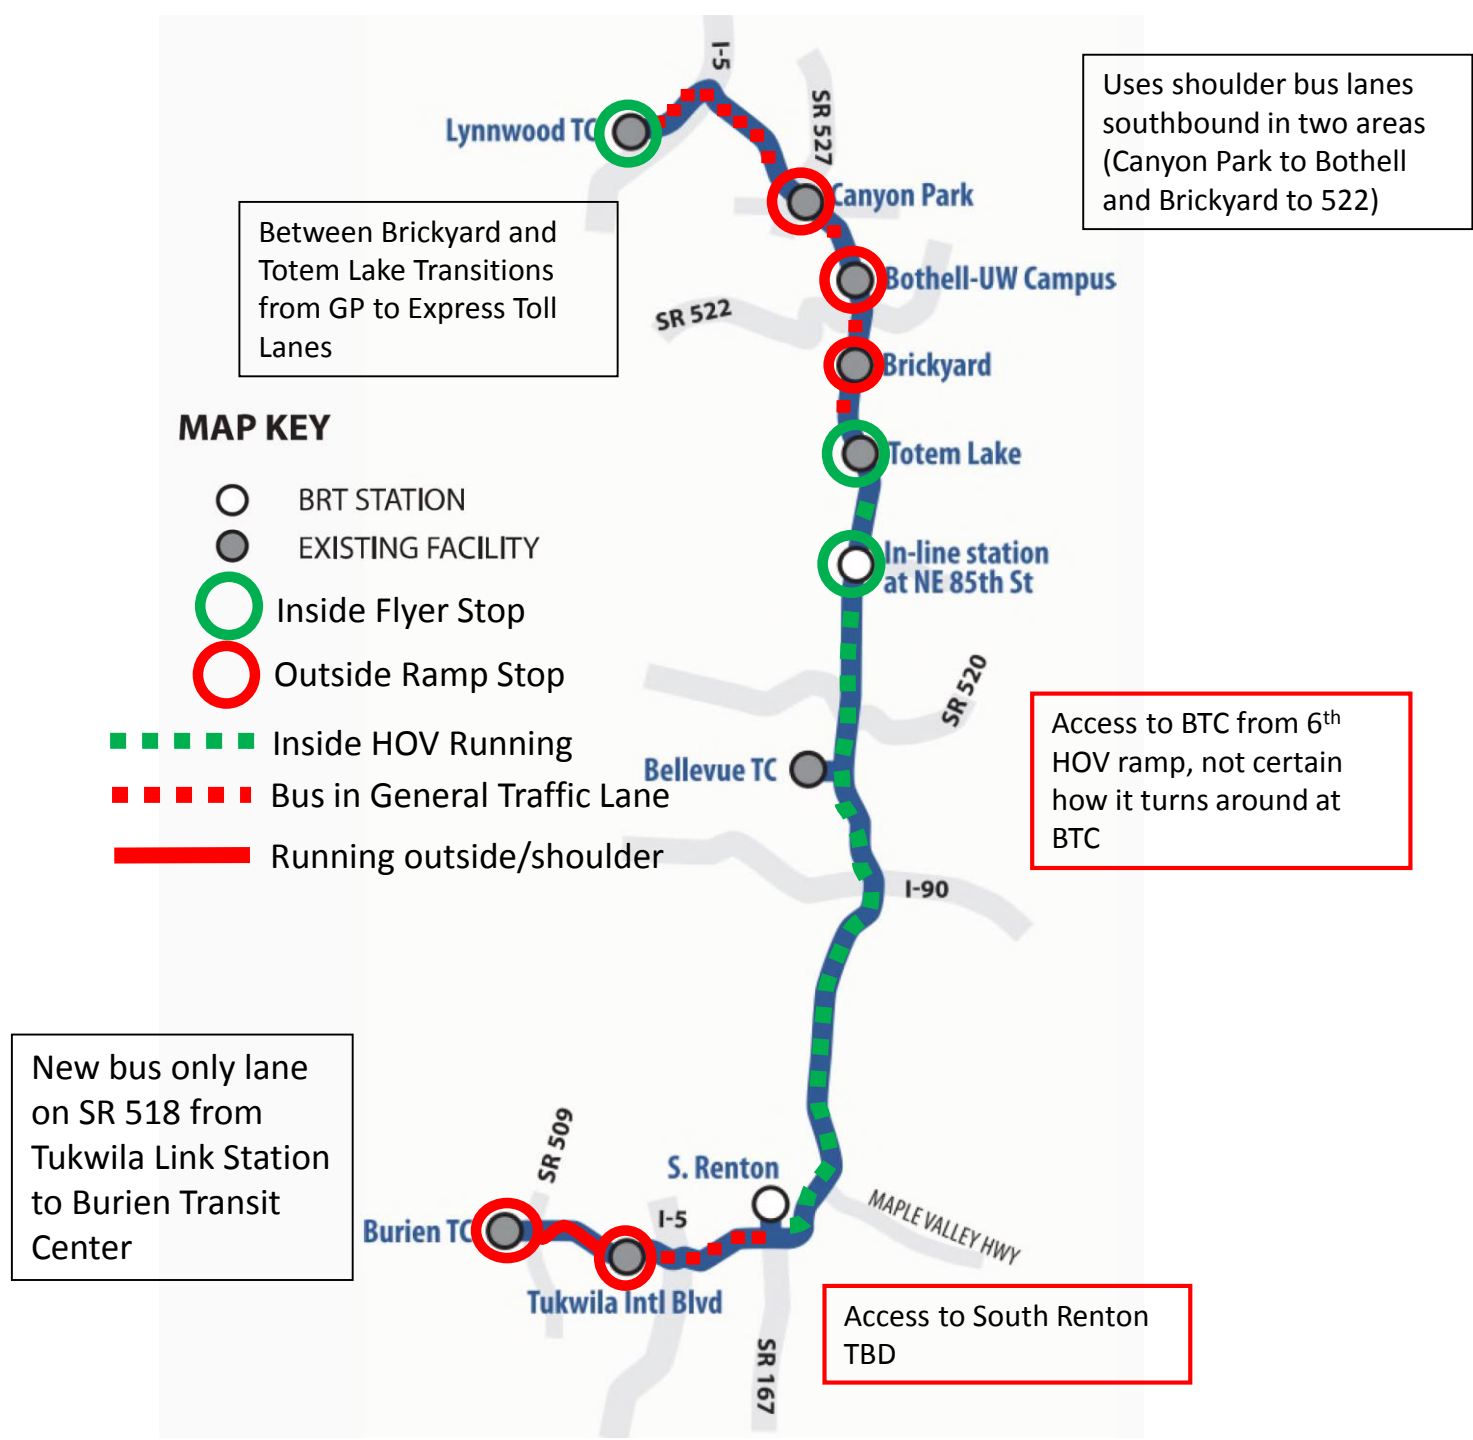 I-5
SR 527
Uses shoulder bus lanes
southbound in two areas
(Canyon Park to Bothell
and Brickyard to 522)
Lynnwood TC
Canyon Park
Between Brickyard and
Totem Lake Transitions
from GP to Express Toll
Lanes
Bothell-UW Campus
SR 522
Brickyard
MAP KEY
BRT STATION
EXISTING FACILITY
Inside Flyer Stop
Outside Ramp Stop
Inside HOV Running
Bus in General Traffic Lane
Running outside/shoulder
Totem Lake
In-line station
at NE 85th St
SR 520
Bellevue TC
Access to BTC from 6th
HOV ramp, not certain
how it turns around at
BTC
I-90
New bus only lane
on SR 518 from
Tukwila Link Station
to Burien Transit
Center
SR 509
S. Renton
I-5
MAPLE VALLEY HWY
Burien TC
Tukwila Intl Blvd
SR 167
Access to South Renton
TBD